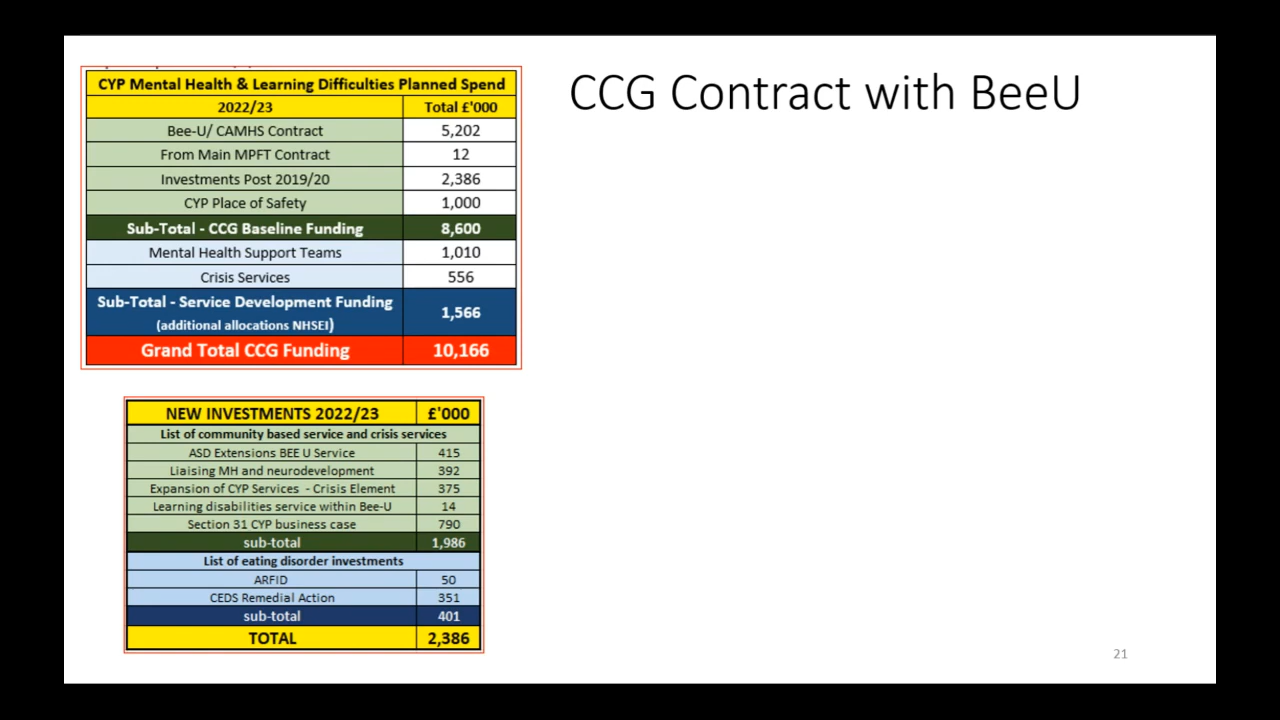 CCG Contract with BeeU
CYP Mental Health & Learning Difficulties Planned Spend
2022/23 Total £'000
Bee-U/ CAMHS Contract 5,202
From Main MPFT Contract 12
Investments Post 2019/20 2,386
CYP Place of Safety 1,000
Sub-Total - CCG Baseline Funding 8,600
Mental Health Support Teams 1,010
Crisis Services 556
Sub-Total - Service Development Funding
(additional allocations NHSEI) 1,566
Grand Total CCG Funding 10,166
NEW INVESTMENTS 2022/23 £'000
List of community based service and crisis services
ASD Extensions BEE U Service 415
Liaising MH and neurodevelopment 392
Expansion of CYP Services - Crisis Element 375
Learning disabilities service within Bee-U 14
Section 31 CYP business case 790
sub-total 1,986
List of eating disorder investments
ARFID 50
CEDS Remedial Action 351
sub-total 401
TOTAL 2,386
21